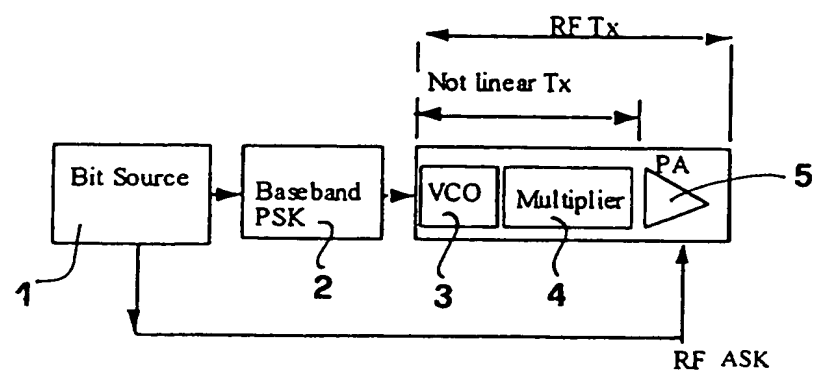 RF Tx
Not linear Tx
Bit Source
Baseband
PSK
VCO
Multiplier
PA
5
1
2
3
4
RF ASK